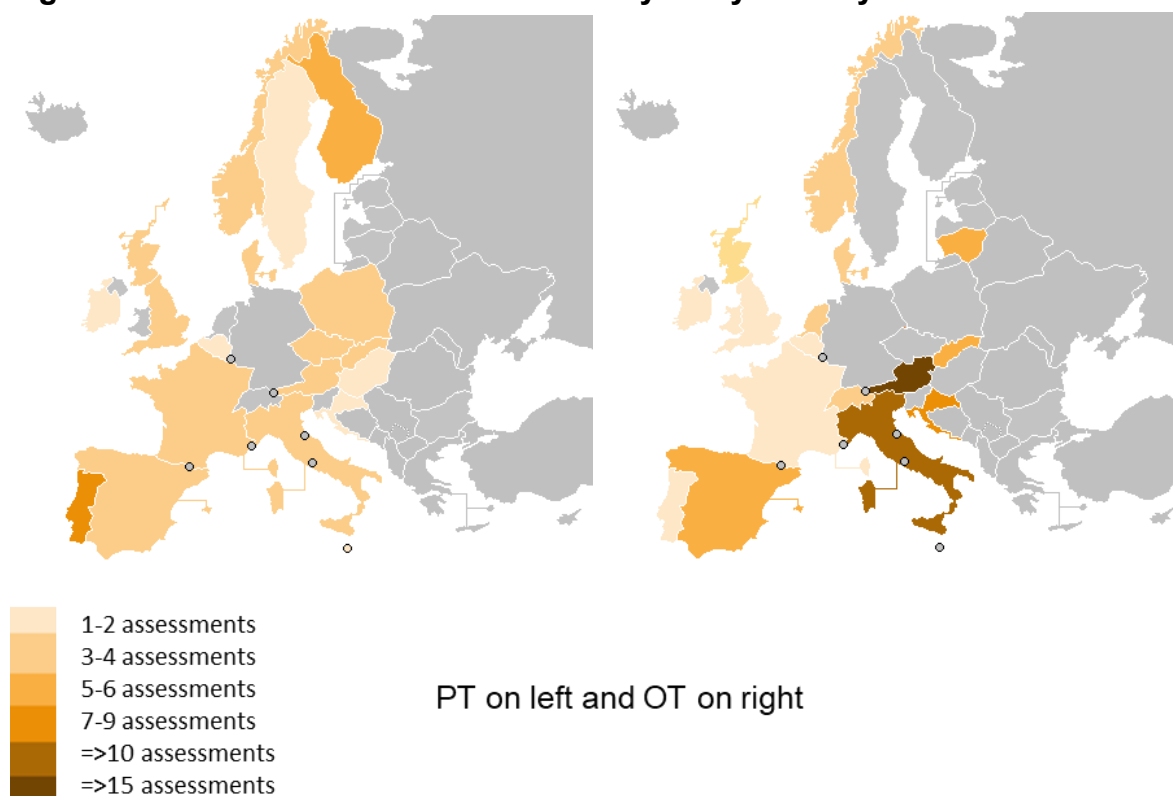 1-2 assessments
3-4 assessments
5-6 assessments
7-9 assessments
=>10 assessments
=>15 assessments
PT on left and OT on right